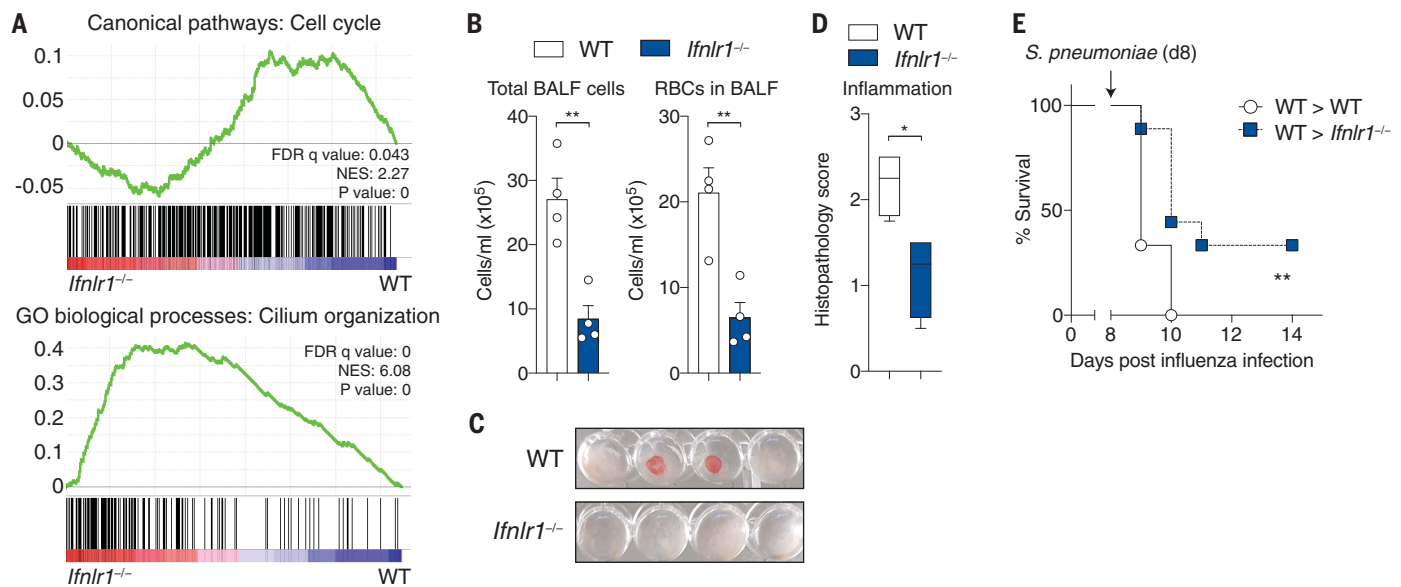 A
Canonical pathways: Cell cycle
0.1
0.05
0
-0.05
FDR q value: 0.043
NES: 2.27
P value: 0
Ifnlr1–/–
WT
GO biological processes: Cilium organization
0.4
0.3
0.2
0.1
0
FDR q value: 0
NES: 6.08
P value: 0
Ifnlr1–/–
WT
B
WT
Ifnlr1–/–
Total BALF cells
Cells/ml (x10⁵)
40
30
20
10
0
**
RBCs in BALF
Cells/ml (x10⁵)
30
20
10
0
**
C
WT
Ifnlr1–/–
D
WT
Ifnlr1–/–
Inflammation
Histopathology score
3
2
1
0
*
E
S. pneumoniae (d8)
WT > WT
WT > Ifnlr1–/–
% Survival
100
50
0
**
0
8
10
12
14
Days post influenza infection